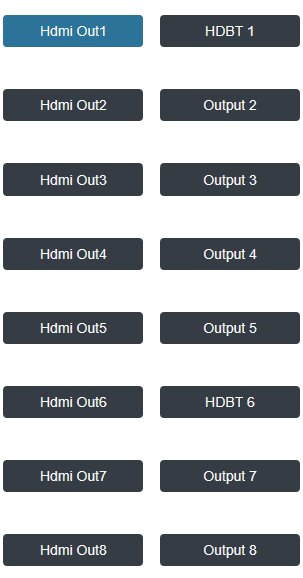 Hdmi Out1 HDBT 1
Hdmi Out2 Output 2
Hdmi Out3 Output 3
Hdmi Out4 Output 4
Hdmi Out5 Output 5
Hdmi Out6 HDBT 6
Hdmi Out7 Output 7
Hdmi Out8 Output 8